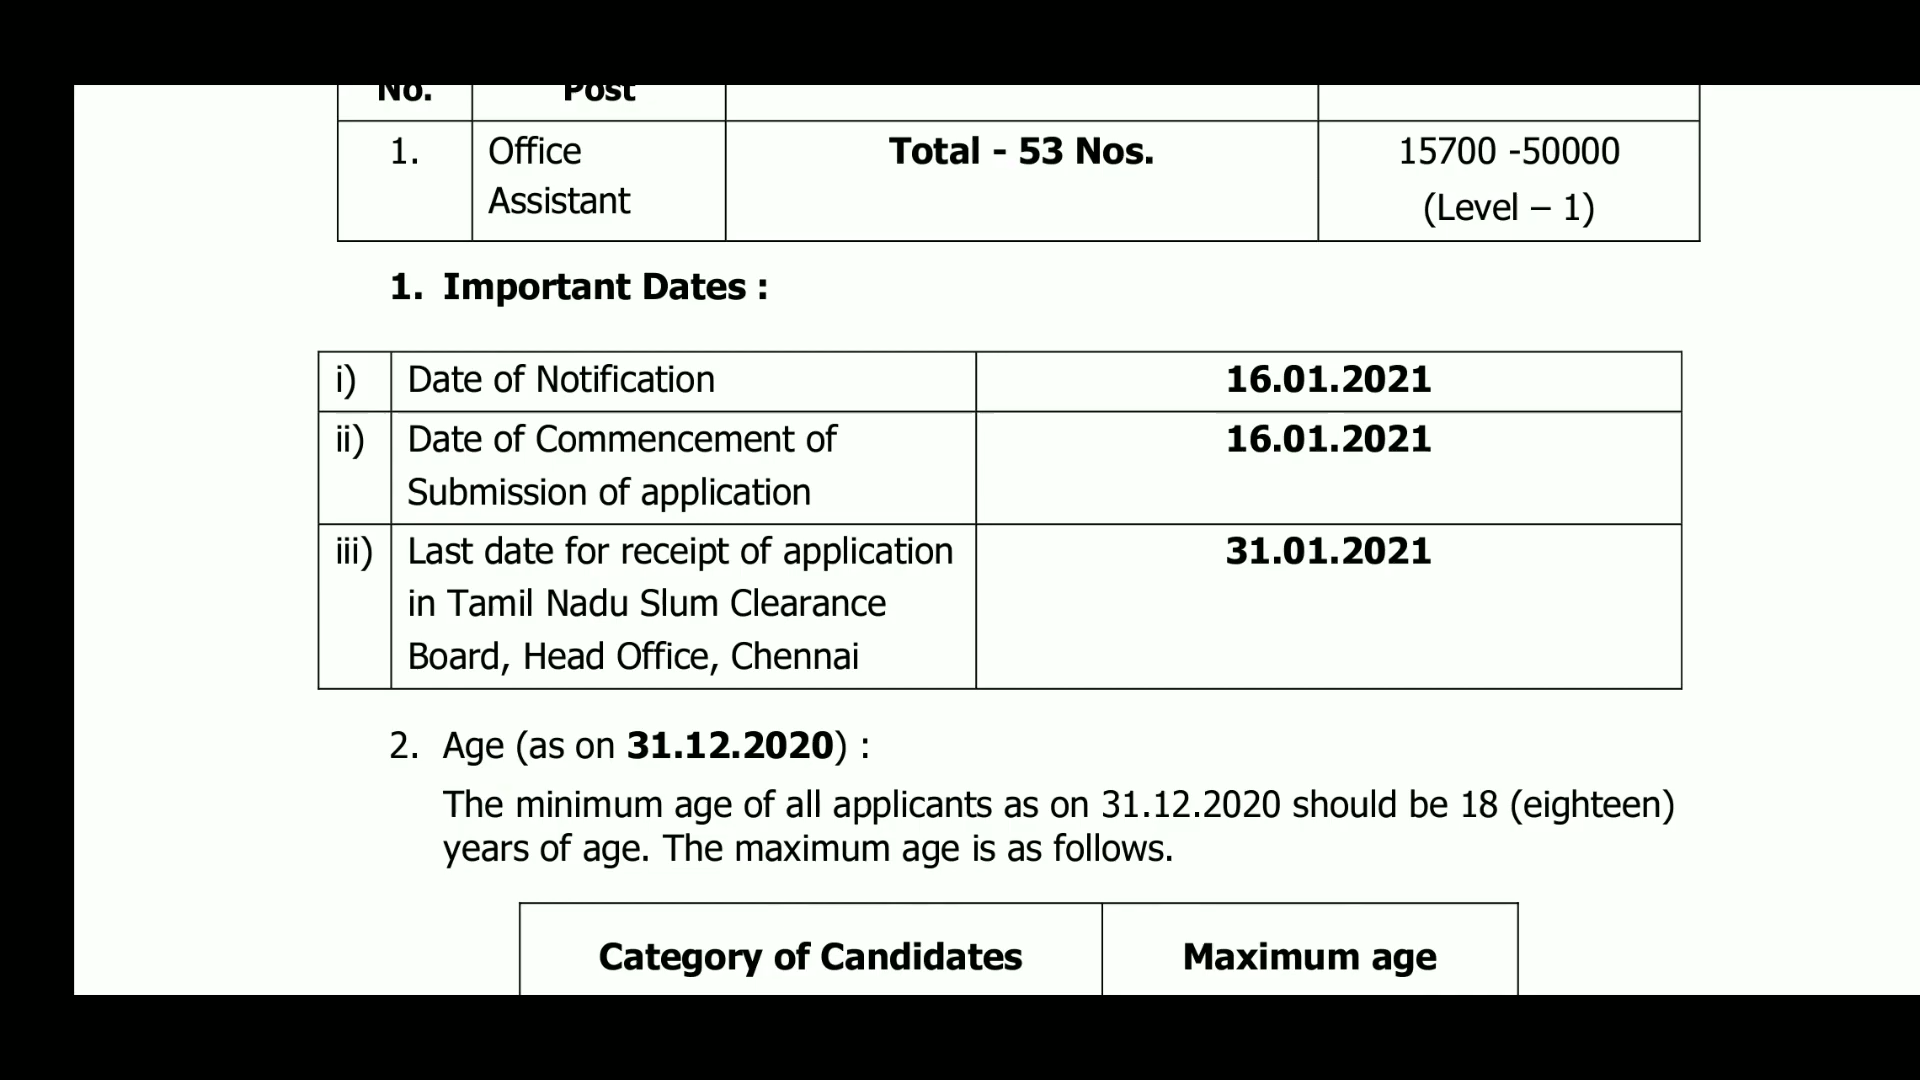 No. Post
1. Office Assistant Total - 53 Nos. 15700 -50000 (Level – 1)
1. Important Dates :
i) Date of Notification 16.01.2021
ii) Date of Commencement of 16.01.2021
Submission of application
iii) Last date for receipt of application 31.01.2021
in Tamil Nadu Slum Clearance
Board, Head Office, Chennai
2. Age (as on 31.12.2020) :
The minimum age of all applicants as on 31.12.2020 should be 18 (eighteen)
years of age. The maximum age is as follows.
Category of Candidates Maximum age